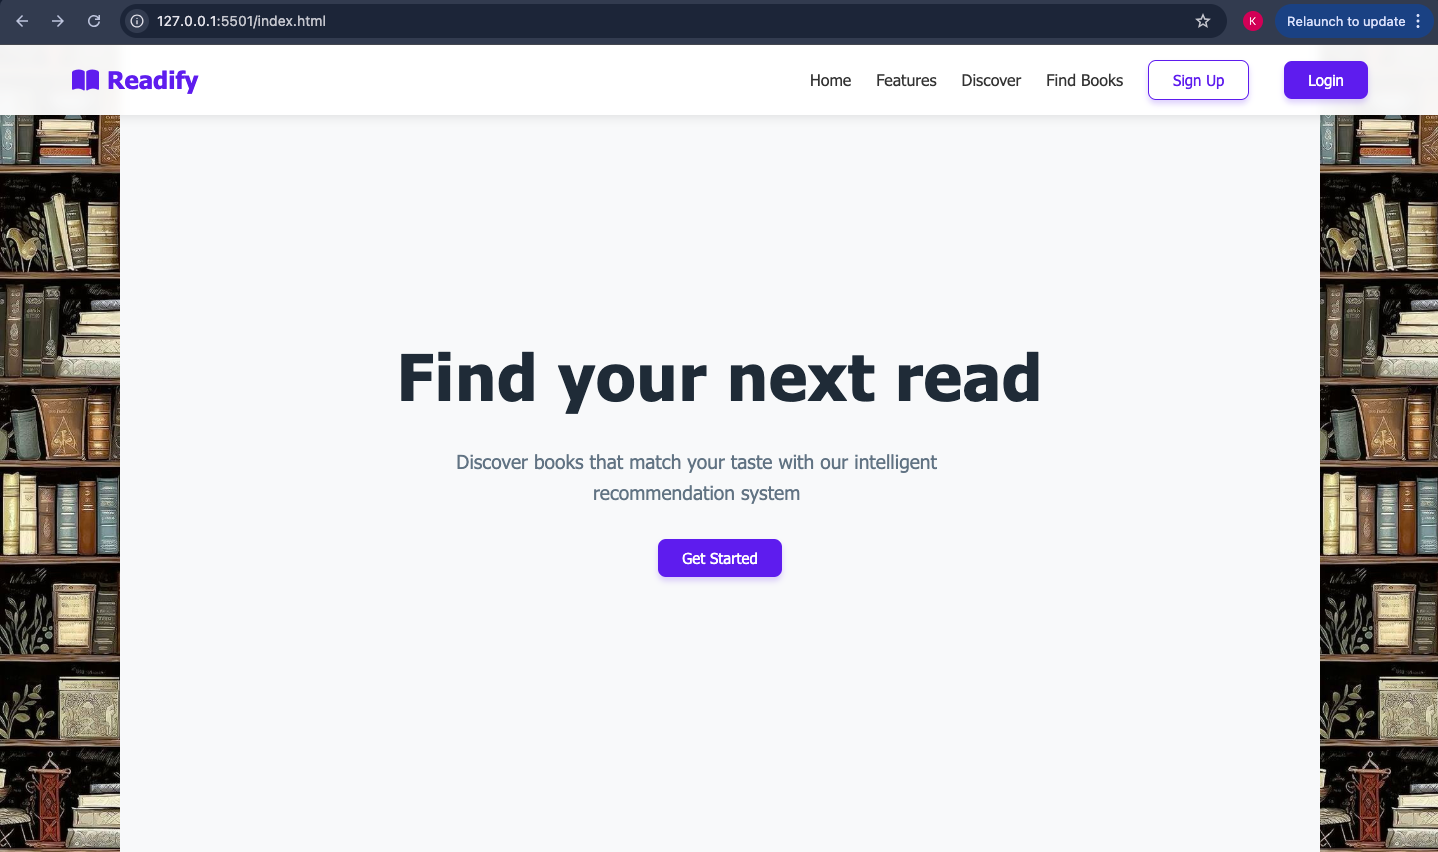 127.0.0.1:5501/index.html
K
Relaunch to update
Readify
Home Features Discover Find Books Sign Up Login
Find your next read
Discover books that match your taste with our intelligent
recommendation system
Get Started